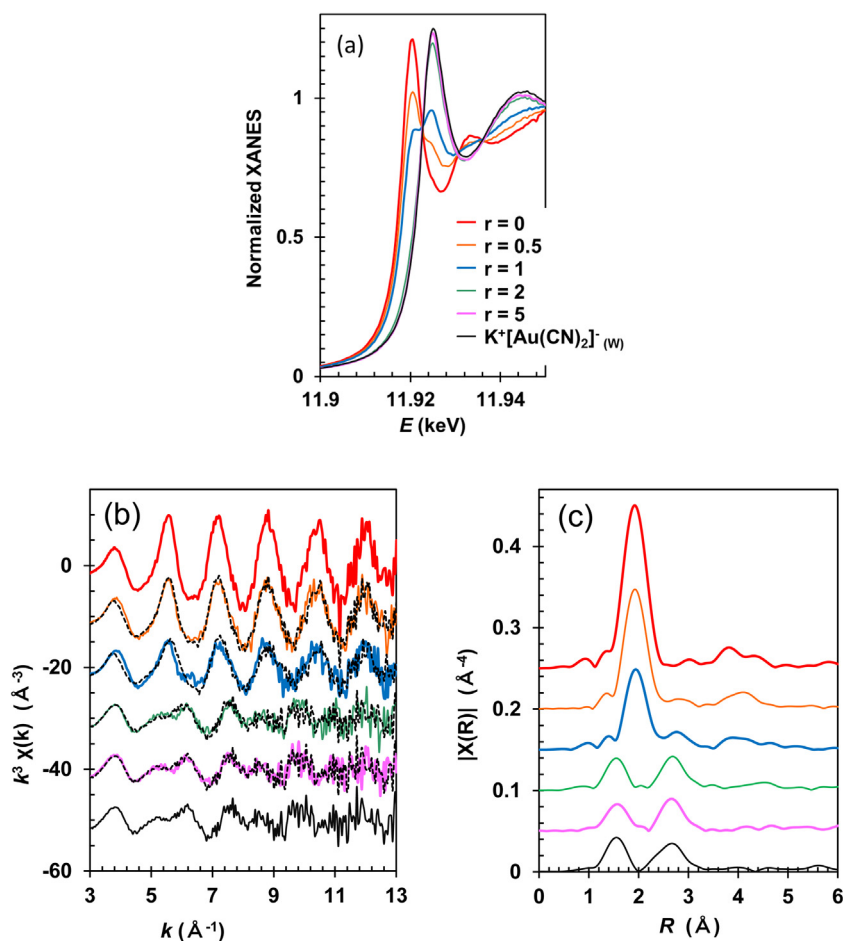 (a)
1
0.5
0
Normalized XANES
r = 0
r = 0.5
r = 1
r = 2
r = 5
K⁺[Au(CN)₂]⁻ (W)
11.9
11.92
11.94
E (keV)
(b)
0
-20
-40
-60
k³ χ(k) (Å⁻³)
3
5
7
9
11
13
k (Å⁻¹)
(c)
0.4
0.3
0.2
0.1
0
|X(R)| (Å⁻⁴)
0
1
2
3
4
5
6
R (Å)